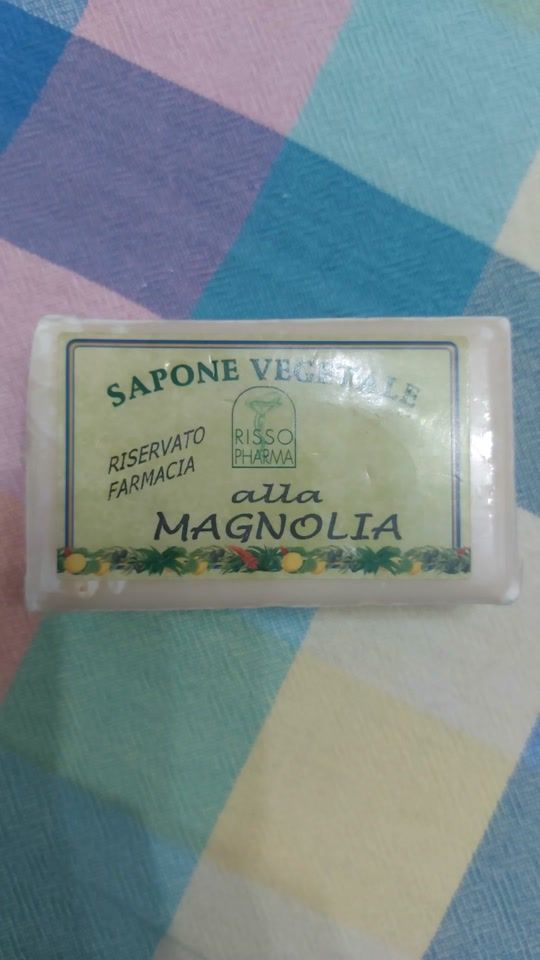 SAPONE VEGETALE
RISSO
PHARMA
RISERVATO
FARMACIA
alla
MAGNOLIA